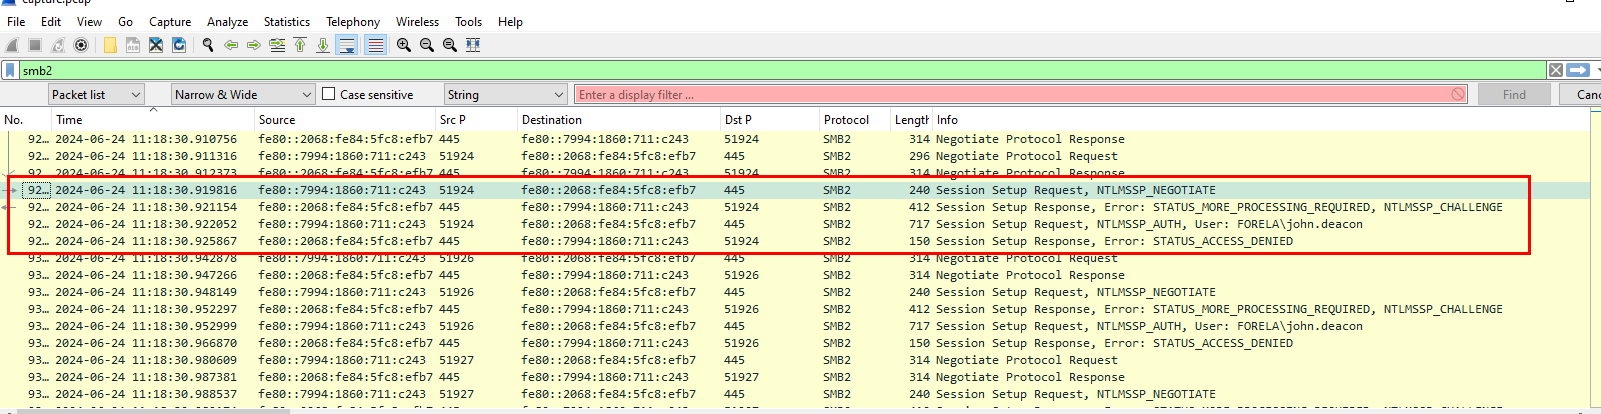 capture.pcap
File Edit View Go Capture Analyze Statistics Telephony Wireless Tools Help
smb2
Packet list Narrow & Wide Case sensitive String Enter a display filter ... Find Canc
No. Time Source Src P Destination Dst P Protocol Length Info
92… 2024-06-24 11:18:30.910756 fe80::2068:fe84:5fc8:efb7 445 fe80::7994:1860:711:c243 51924 SMB2 314 Negotiate Protocol Response
92… 2024-06-24 11:18:30.911316 fe80::7994:1860:711:c243 51924 fe80::2068:fe84:5fc8:efb7 445 SMB2 296 Negotiate Protocol Request
92… 2024-06-24 11:18:30.912373 fe80::2068:fe84:5fc8:efb7 445 fe80::7994:1860:711:c243 51924 SMB2 314 Negotiate Protocol Response
92… 2024-06-24 11:18:30.919816 fe80::7994:1860:711:c243 51924 fe80::2068:fe84:5fc8:efb7 445 SMB2 240 Session Setup Request, NTLMSSP_NEGOTIATE
92… 2024-06-24 11:18:30.921154 fe80::2068:fe84:5fc8:efb7 445 fe80::7994:1860:711:c243 51924 SMB2 412 Session Setup Response, Error: STATUS_MORE_PROCESSING_REQUIRED, NTLMSSP_CHALLENGE
92… 2024-06-24 11:18:30.922052 fe80::7994:1860:711:c243 51924 fe80::2068:fe84:5fc8:efb7 445 SMB2 717 Session Setup Request, NTLMSSP_AUTH, User: FORELA\john.deacon
92… 2024-06-24 11:18:30.925867 fe80::2068:fe84:5fc8:efb7 445 fe80::7994:1860:711:c243 51924 SMB2 150 Session Setup Response, Error: STATUS_ACCESS_DENIED
93… 2024-06-24 11:18:30.942878 fe80::7994:1860:711:c243 51926 fe80::2068:fe84:5fc8:efb7 445 SMB2 314 Negotiate Protocol Request
93… 2024-06-24 11:18:30.947266 fe80::2068:fe84:5fc8:efb7 445 fe80::7994:1860:711:c243 51926 SMB2 314 Negotiate Protocol Response
93… 2024-06-24 11:18:30.948149 fe80::7994:1860:711:c243 51926 fe80::2068:fe84:5fc8:efb7 445 SMB2 240 Session Setup Request, NTLMSSP_NEGOTIATE
93… 2024-06-24 11:18:30.952297 fe80::2068:fe84:5fc8:efb7 445 fe80::7994:1860:711:c243 51926 SMB2 412 Session Setup Response, Error: STATUS_MORE_PROCESSING_REQUIRED, NTLMSSP_CHALLENGE
93… 2024-06-24 11:18:30.952999 fe80::7994:1860:711:c243 51926 fe80::2068:fe84:5fc8:efb7 445 SMB2 717 Session Setup Request, NTLMSSP_AUTH, User: FORELA\john.deacon
93… 2024-06-24 11:18:30.966870 fe80::2068:fe84:5fc8:efb7 445 fe80::7994:1860:711:c243 51926 SMB2 150 Session Setup Response, Error: STATUS_ACCESS_DENIED
93… 2024-06-24 11:18:30.980609 fe80::7994:1860:711:c243 51927 fe80::2068:fe84:5fc8:efb7 445 SMB2 314 Negotiate Protocol Request
93… 2024-06-24 11:18:30.987381 fe80::2068:fe84:5fc8:efb7 445 fe80::7994:1860:711:c243 51927 SMB2 314 Negotiate Protocol Response
93… 2024-06-24 11:18:30.988537 fe80::7994:1860:711:c243 51927 fe80::2068:fe84:5fc8:efb7 445 SMB2 240 Session Setup Request, NTLMSSP_NEGOTIATE